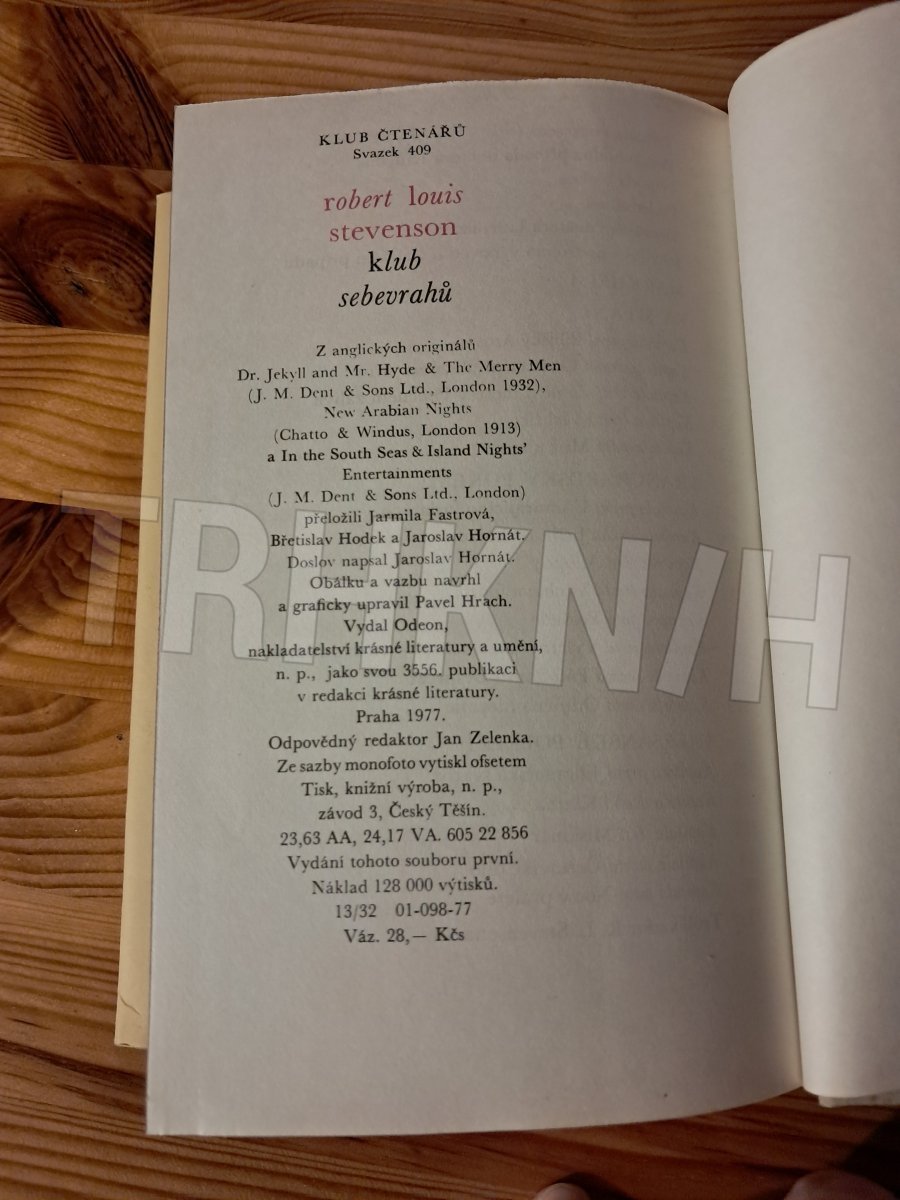 KLUB ČTENÁŘŮ
Svazek 409
robert louis
stevenson
klub
sebevrahů
Z anglických originálů
Dr. Jekyll and Mr. Hyde & The Merry Men
(J. M. Dent & Sons Ltd., London 1932),
New Arabian Nights
(Chatto & Windus, London 1913)
a In the South Seas & Island Nights'
Entertainments
(J. M. Dent & Sons Ltd., London)
přeložili Jarmila Fastrová,
Břetislav Hodek a Jaroslav Hornát.
Doslov napsal Jaroslav Hornát.
Obálku a vazbu navrhl
a graficky upravil Pavel Hrach.
Vydal Odeon,
nakladatelství krásné literatury a umění,
n. p., jako svou 3556. publikaci
v redakci krásné literatury.
Praha 1977.
Odpovědný redaktor Jan Zelenka.
Ze sazby monofoto vytiskl ofsetem
Tisk, knižní výroba, n. p.,
závod 3, Český Těšín.
23,63 AA, 24,17 VA. 605 22 856
Vydání tohoto souboru první.
Náklad 128 000 výtisků.
13/32 01-098-77
Váz. 28,— Kčs